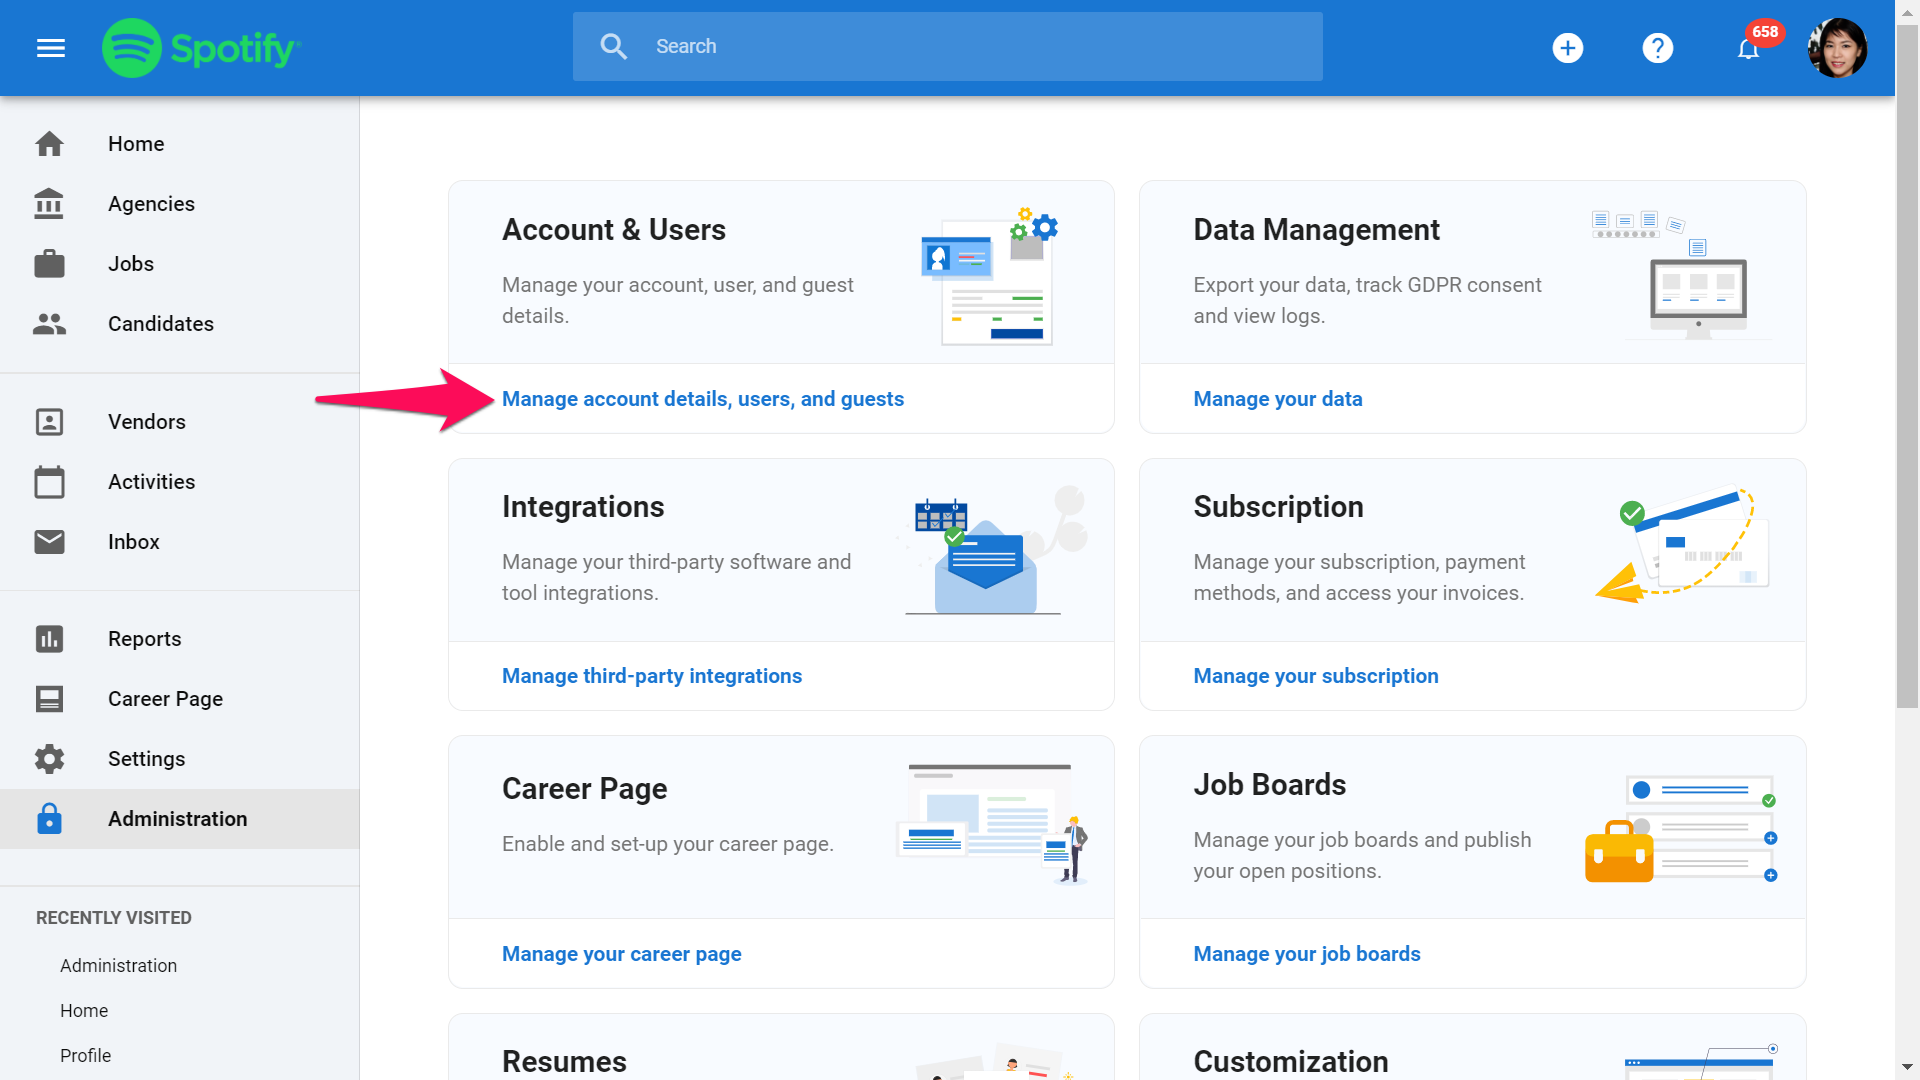 Spotify
Search
658
Home
Agencies
Jobs
Candidates
Vendors
Activities
Inbox
Reports
Career Page
Settings
Administration
RECENTLY VISITED
Administration
Home
Profile
Account & Users
Manage your account, user, and guest
details.
Manage account details, users, and guests
Data Management
Export your data, track GDPR consent
and view logs.
Manage your data
Integrations
Manage your third-party software and
tool integrations.
Manage third-party integrations
Subscription
Manage your subscription, payment
methods, and access your invoices.
Manage your subscription
Career Page
Enable and set-up your career page.
Manage your career page
Job Boards
Manage your job boards and publish
your open positions.
Manage your job boards
Resumes
Customization